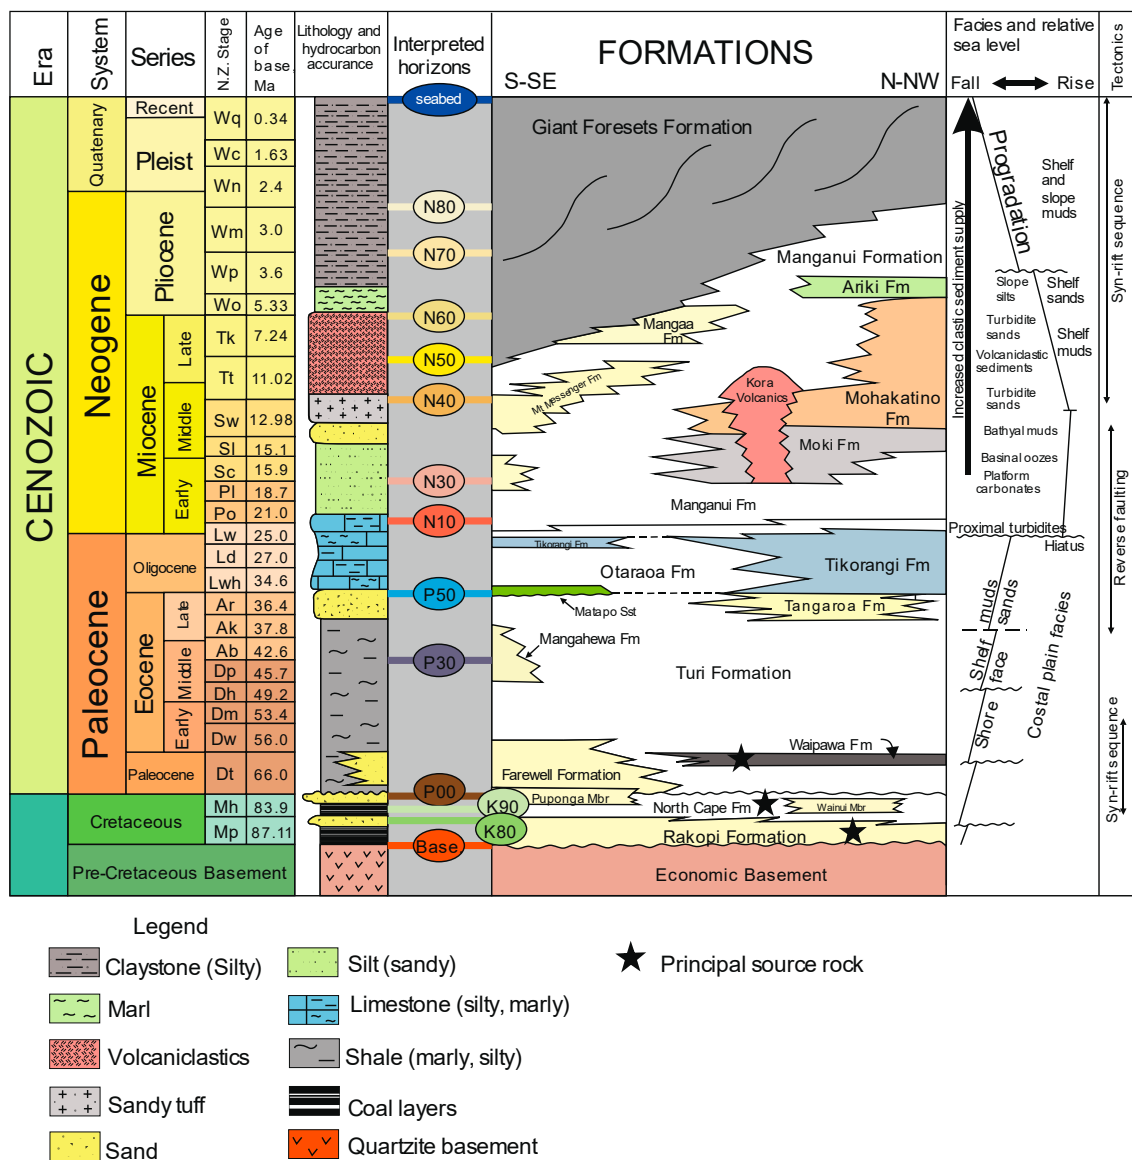 Era
System
Series
N.Z. Stage
Age
of
base,
Ma
Lithology and
hydrocarbon
accurance
Interpreted
horizons
FORMATIONS
S-SE
N-NW
Facies and relative
sea level
Fall
Rise
Tectonics
CENOZOIC
Quatenary
Neogene
Paleocene
Cretaceous
Pre-Cretaceous Basement
Recent
Pleist
Pliocene
Miocene
Late
Middle
Early
Oligocene
Eocene
Late
Middle
Early
Paleocene
Wq 0.34
Wc 1.63
Wn 2.4
Wm 3.0
Wp 3.6
Wo 5.33
Tk 7.24
Tt 11.02
Sw 12.98
Sl 15.1
Sc 15.9
Pl 18.7
Po 21.0
Lw 25.0
Ld 27.0
Lwh 34.6
Ar 36.4
Ak 37.8
Ab 42.6
Dp 45.7
Dh 49.2
Dm 53.4
Dw 56.0
Dt 66.0
Mh 83.9
Mp 87.11
seabed
N80
N70
N60
N50
N40
N30
N10
P50
P30
P00
K90
K80
Base
Giant Foresets Formation
Manganui Formation
Ariki Fm
Mangaa
Fm
Mt Messenger Fm
Kora
Volcanics
Mohakatino
Fm
Moki Fm
Manganui Fm
Tikorangi Fm
Otaraoa Fm
Tikorangi Fm
Matapo Sst
Tangaroa Fm
Mangahewa Fm
Turi Formation
Waipawa Fm
Farewell Formation
Puponga Mbr
North Cape Fm
Wainui Mbr
Rakopi Formation
Economic Basement
Increased clastic sediment supply
Progradation
Shelf
and
slope
muds
Slope
silts
Shelf
sands
Turbidite
sands
Shelf
muds
Volcanidastic
sediments
Turbidite
sands
Bathyal muds
Basinal oozes
Platform
carbonates
Proximal turbidites
Hiatus
Shelf muds
sands
Shore face
Costal plain facies
Syn-rift sequence
Reverse faulting
Syn-rift sequence
Legend
Claystone (Silty)
Marl
Volcaniclastics
Sandy tuff
Sand
Silt (sandy)
Limestone (silty, marly)
Shale (marly, silty)
Coal layers
Quartzite basement
Principal source rock